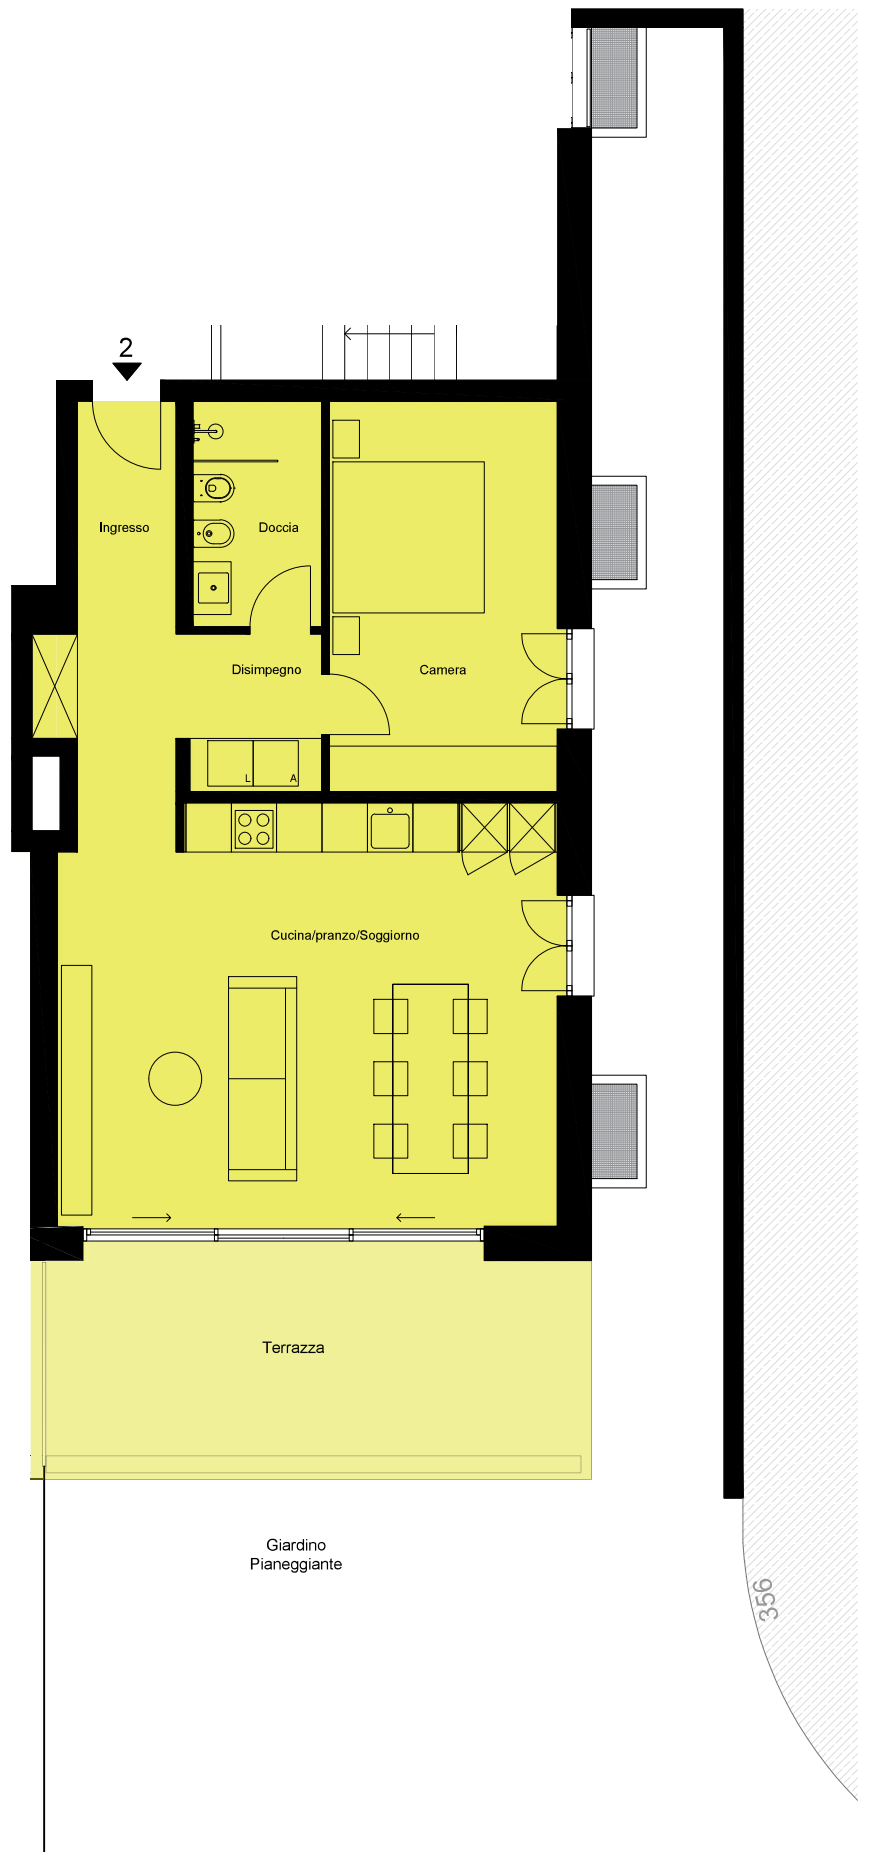 2
Ingresso
Doccia
Disimpegno
Camera
L
A
Cucina/pranzo/Soggiorno
Terrazza
Giardino
Pianeggiante
356